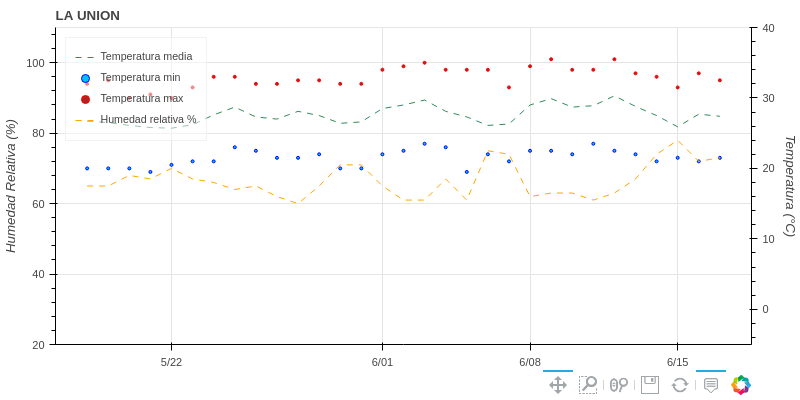 LA UNION
Temperatura media
Temperatura min
Temperatura max
Humedad relativa %
Humedad Relativa (%)
100
80
60
40
20
Temperatura (°C)
40
30
20
10
0
5/22
6/01
6/08
6/15